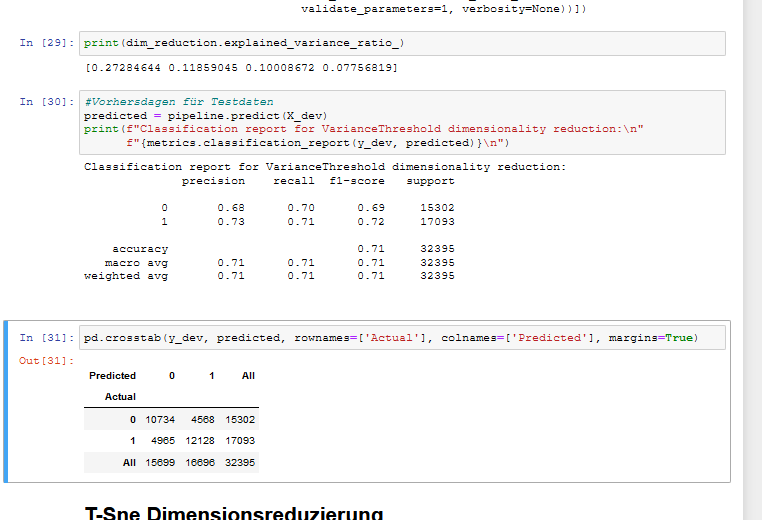 validate_parameters=1, verbosity=None))])
In [29]: print(dim_reduction.explained_variance_ratio_)
[0.27284644 0.11859045 0.10008672 0.07756819]
In [30]: #Vorhersdagen für Testdaten
predicted = pipeline.predict(X_dev)
print(f"Classification report for VarianceThreshold dimensionality reduction:\n"
f"{metrics.classification_report(y_dev, predicted)}\n")
Classification report for VarianceThreshold dimensionality reduction:
precision recall f1-score support
0 0.68 0.70 0.69 15302
1 0.73 0.71 0.72 17093
accuracy 0.71 32395
macro avg 0.71 0.71 0.71 32395
weighted avg 0.71 0.71 0.71 32395
In [31]: pd.crosstab(y_dev, predicted, rownames=['Actual'], colnames=['Predicted'], margins=True)
Out[31]:
Predicted 0 1 All
Actual
0 10734 4568 15302
1 4965 12128 17093
All 15699 16696 32395
T-Sne Dimensionsreduzierung